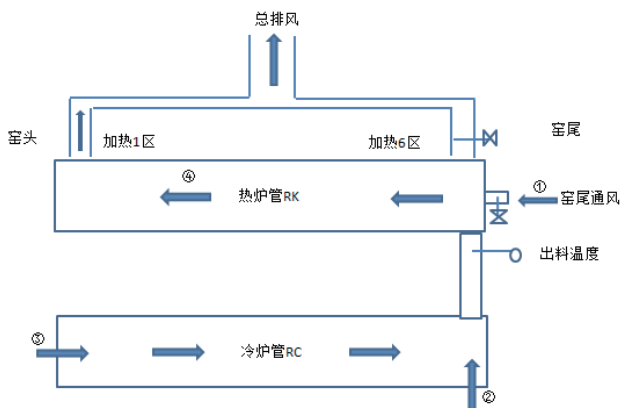 总排风
窑头
加热1区
加热6区
窑尾
④
①
热炉管RK
窑尾通风
出料温度
③
冷炉管RC
②